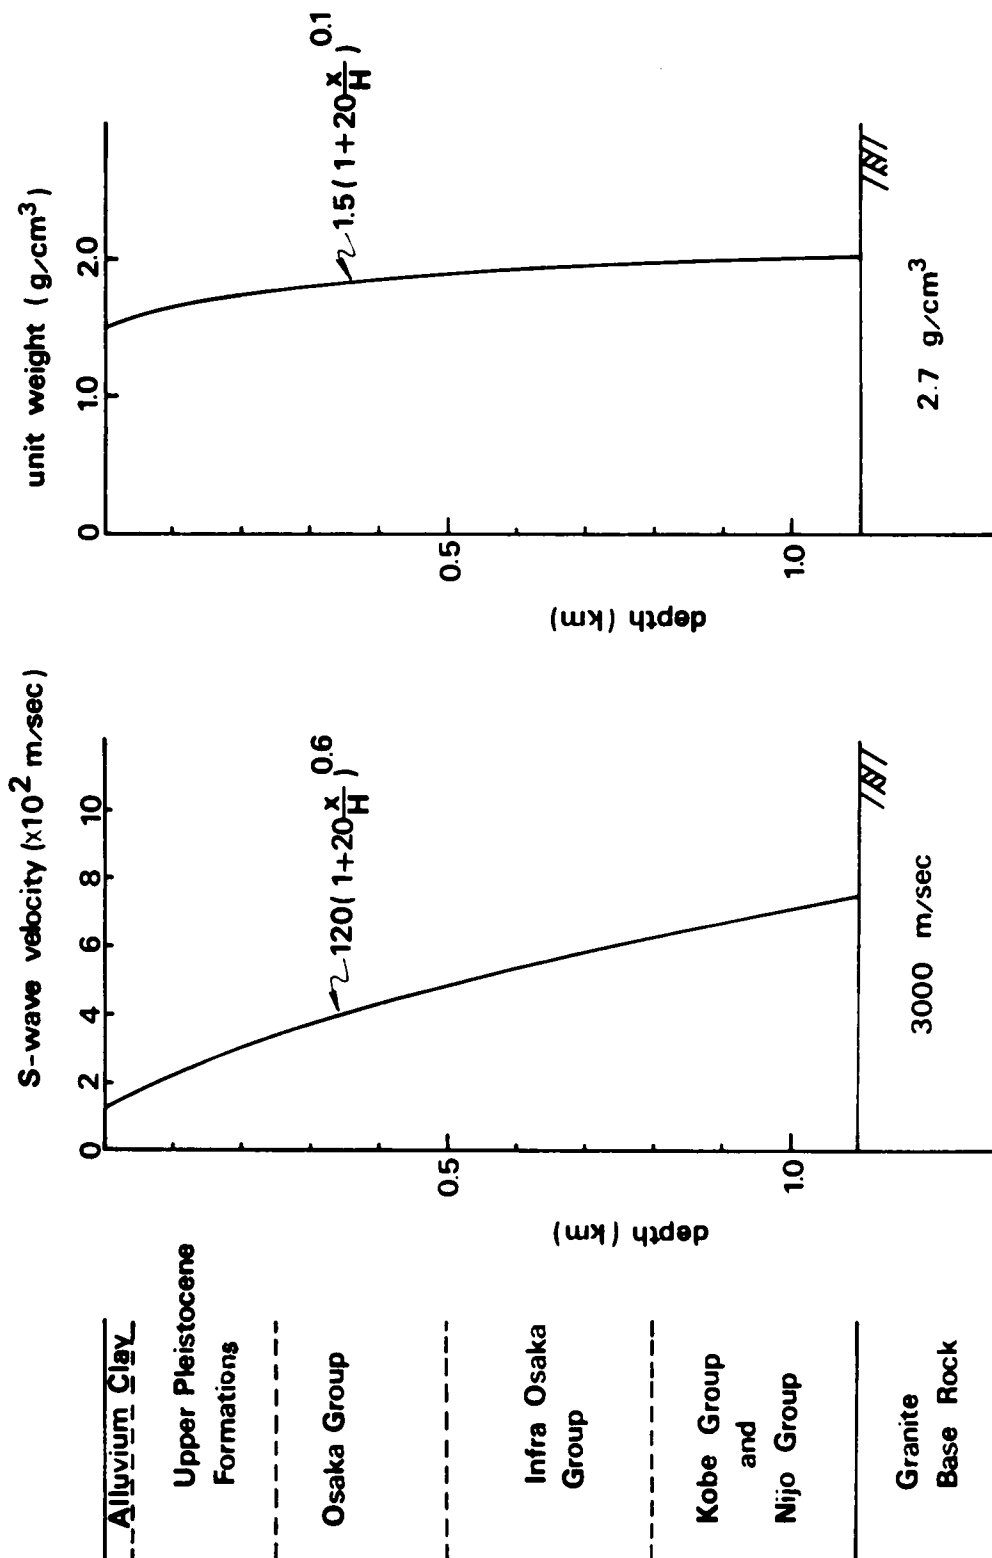 Alluvium Clay
Upper Pleistocene
Formations
Osaka Group
Infra Osaka
Group
Kobe Group
and
Nijo Group
Granite
Base Rock
S-wave velocity (x10² m/sec)
0 2 4 6 8 10
0.5
1.0
depth (km)
120(1+20 x/H)^0.6
3000 m/sec
unit weight (g/cm³)
0 1.0 2.0
0.5
1.0
depth (km)
1.5(1+20 x/H)^0.1
2.7 g/cm³